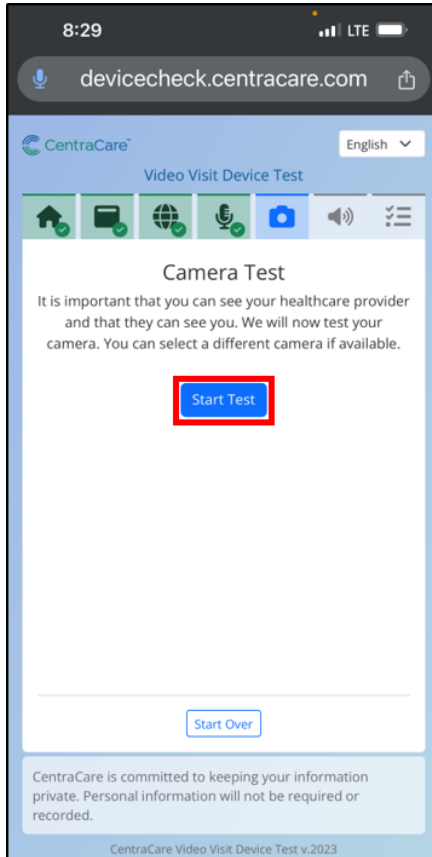 8:29
LTE
devicecheck.centracare.com
CentraCare™
English
Video Visit Device Test
Camera Test
It is important that you can see your healthcare provider
and that they can see you. We will now test your
camera. You can select a different camera if available.
Start Test
Start Over
CentraCare is committed to keeping your information
private. Personal information will not be required or
recorded.
CentraCare Video Visit Device Test v.2023